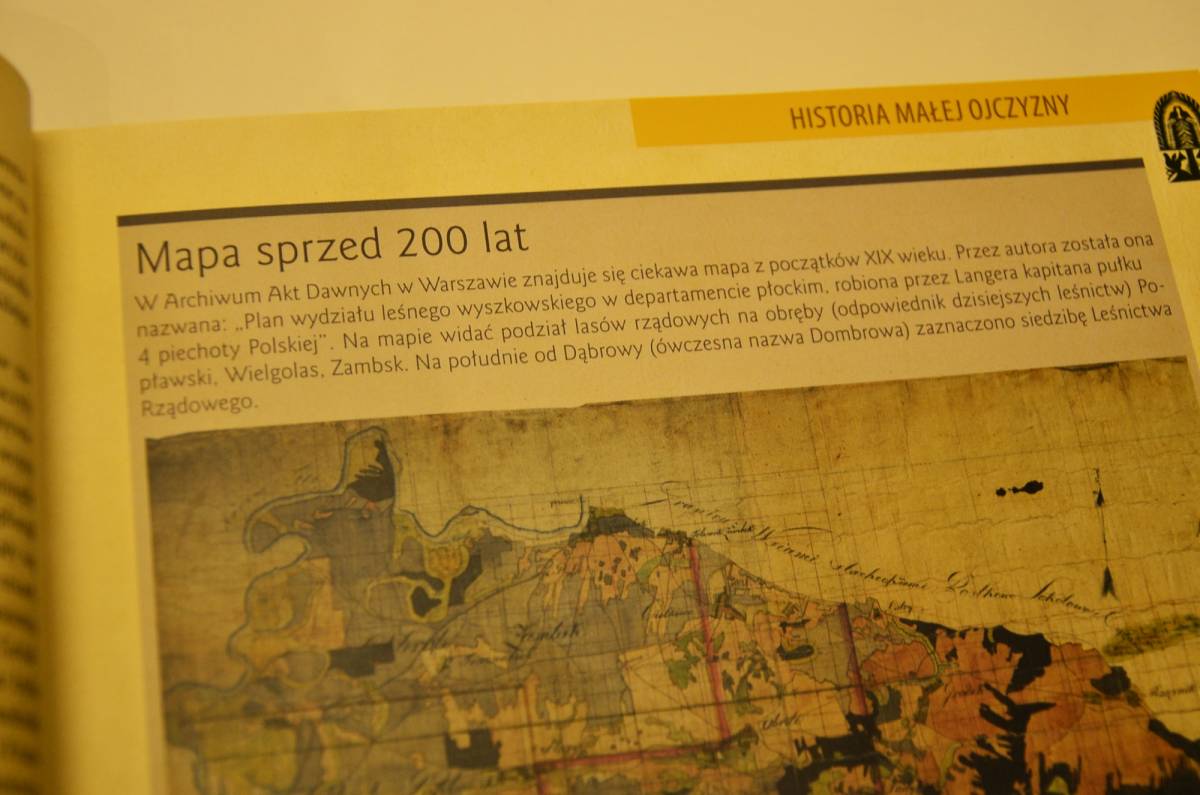 HISTORIA MAŁEJ OJCZYZNY
Mapa sprzed 200 lat
W Archiwum Akt Dawnych w Warszawie znajduje się ciekawa mapa z początków XIX wieku. Przez autora została ona
nazwana: „Plan wydziału leśnego wyszkowskiego w departamencie płockim, robiona przez Langera kapitana pułku
4 piechoty Polskiej”. Na mapie widać podział lasów rządowych na obręby (odpowiednik dzisiejszych leśnictw) Po-
pławski, Wielgolas, Zambsk. Na południe od Dąbrowy (ówczesna nazwa Dombrowa) zaznaczono siedzibę Leśnictwa
Rządowego.